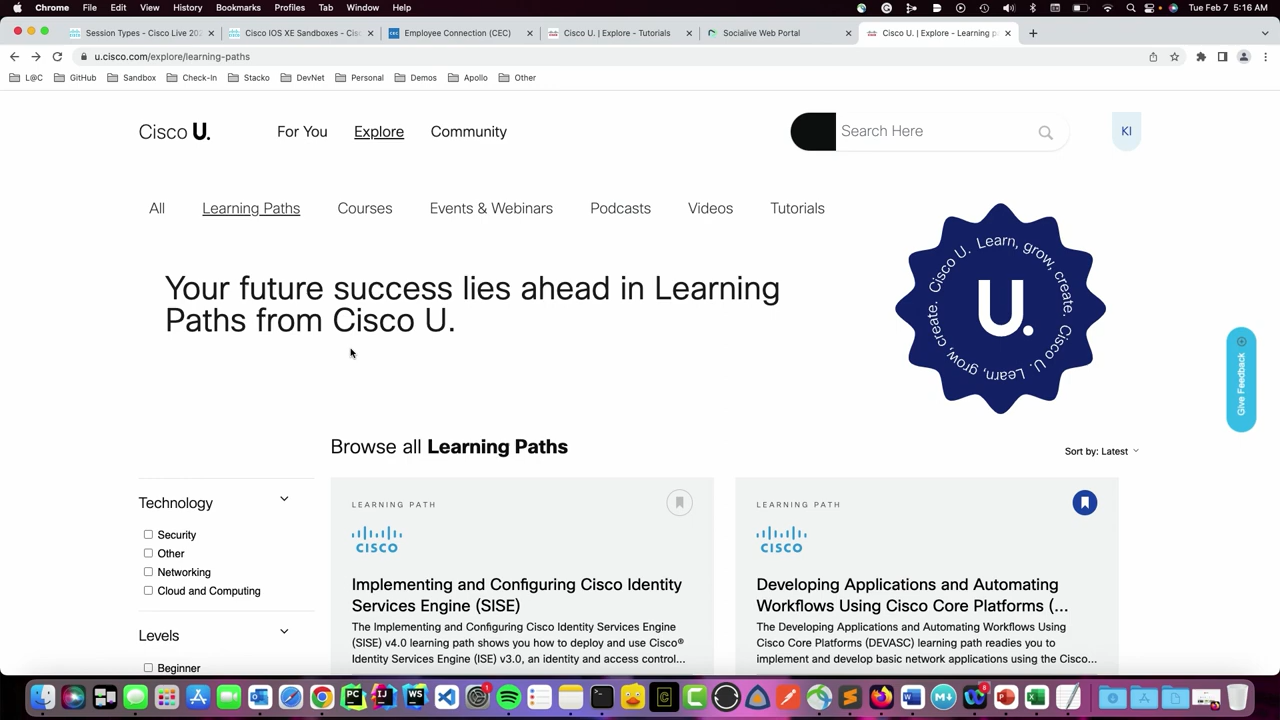 Chrome File Edit View History Bookmarks Profiles Tab Window Help
Tue Feb 7 5:16 AM
Session Types - Cisco Live 202
Cisco IOS XE Sandboxes - Cis
Employee Connection (CEC)
Cisco U. | Explore - Tutorials
Socialive Web Portal
Cisco U. | Explore - Learning p
u.cisco.com/explore/learning-paths
L@C GitHub Sandbox Check-In Stacko DevNet Personal Demos Apollo Other
Cisco U.
For You Explore Community
Search Here
KI
All Learning Paths Courses Events & Webinars Podcasts Videos Tutorials
Your future success lies ahead in Learning
Paths from Cisco U.
Cisco U. Learn, grow, create. Cisco U. Learn, grow, create.
U.
Give Feedback
Browse all Learning Paths
Sort by: Latest
Technology
Security
Other
Networking
Cloud and Computing
Levels
Beginner
LEARNING PATH
CISCO
Implementing and Configuring Cisco Identity
Services Engine (SISE)
The Implementing and Configuring Cisco Identity Services Engine
(SISE) v4.0 learning path shows you how to deploy and use Cisco®
Identity Services Engine (ISE) v3.0, an identity and access control...
LEARNING PATH
CISCO
Developing Applications and Automating
Workflows Using Cisco Core Platforms (...
The Developing Applications and Automating Workflows Using
Cisco Core Platforms (DEVASC) learning path readies you to
implement and develop basic network applications using the Cisco...